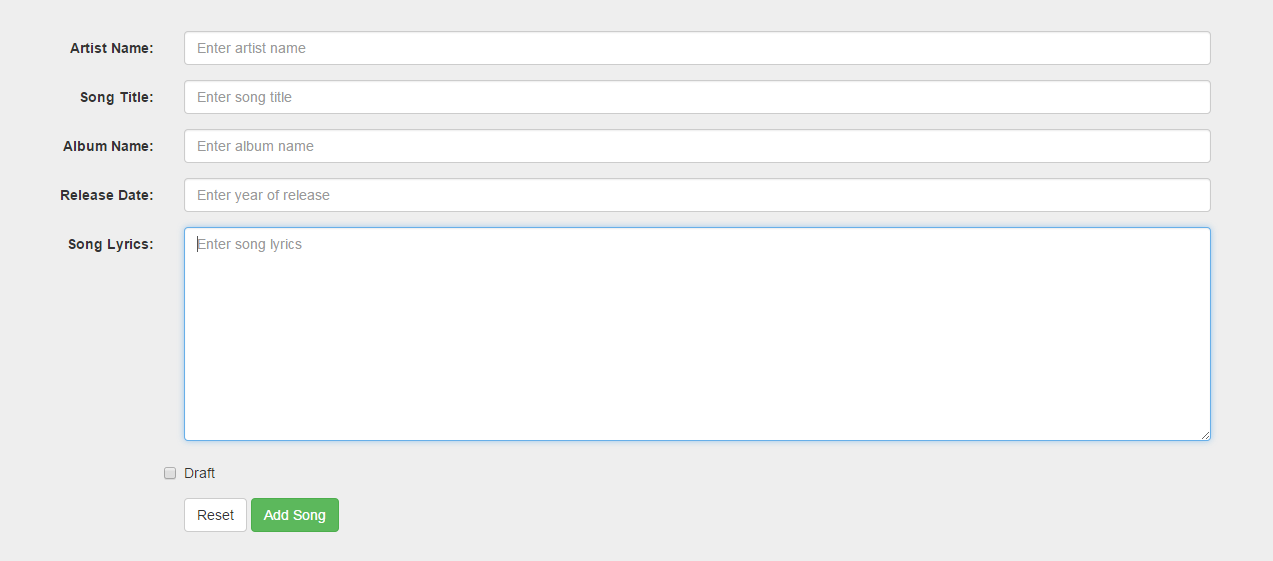 Artist Name: Enter artist name
Song Title: Enter song title
Album Name: Enter album name
Release Date: Enter year of release
Song Lyrics: Enter song lyrics
Draft
Reset Add Song